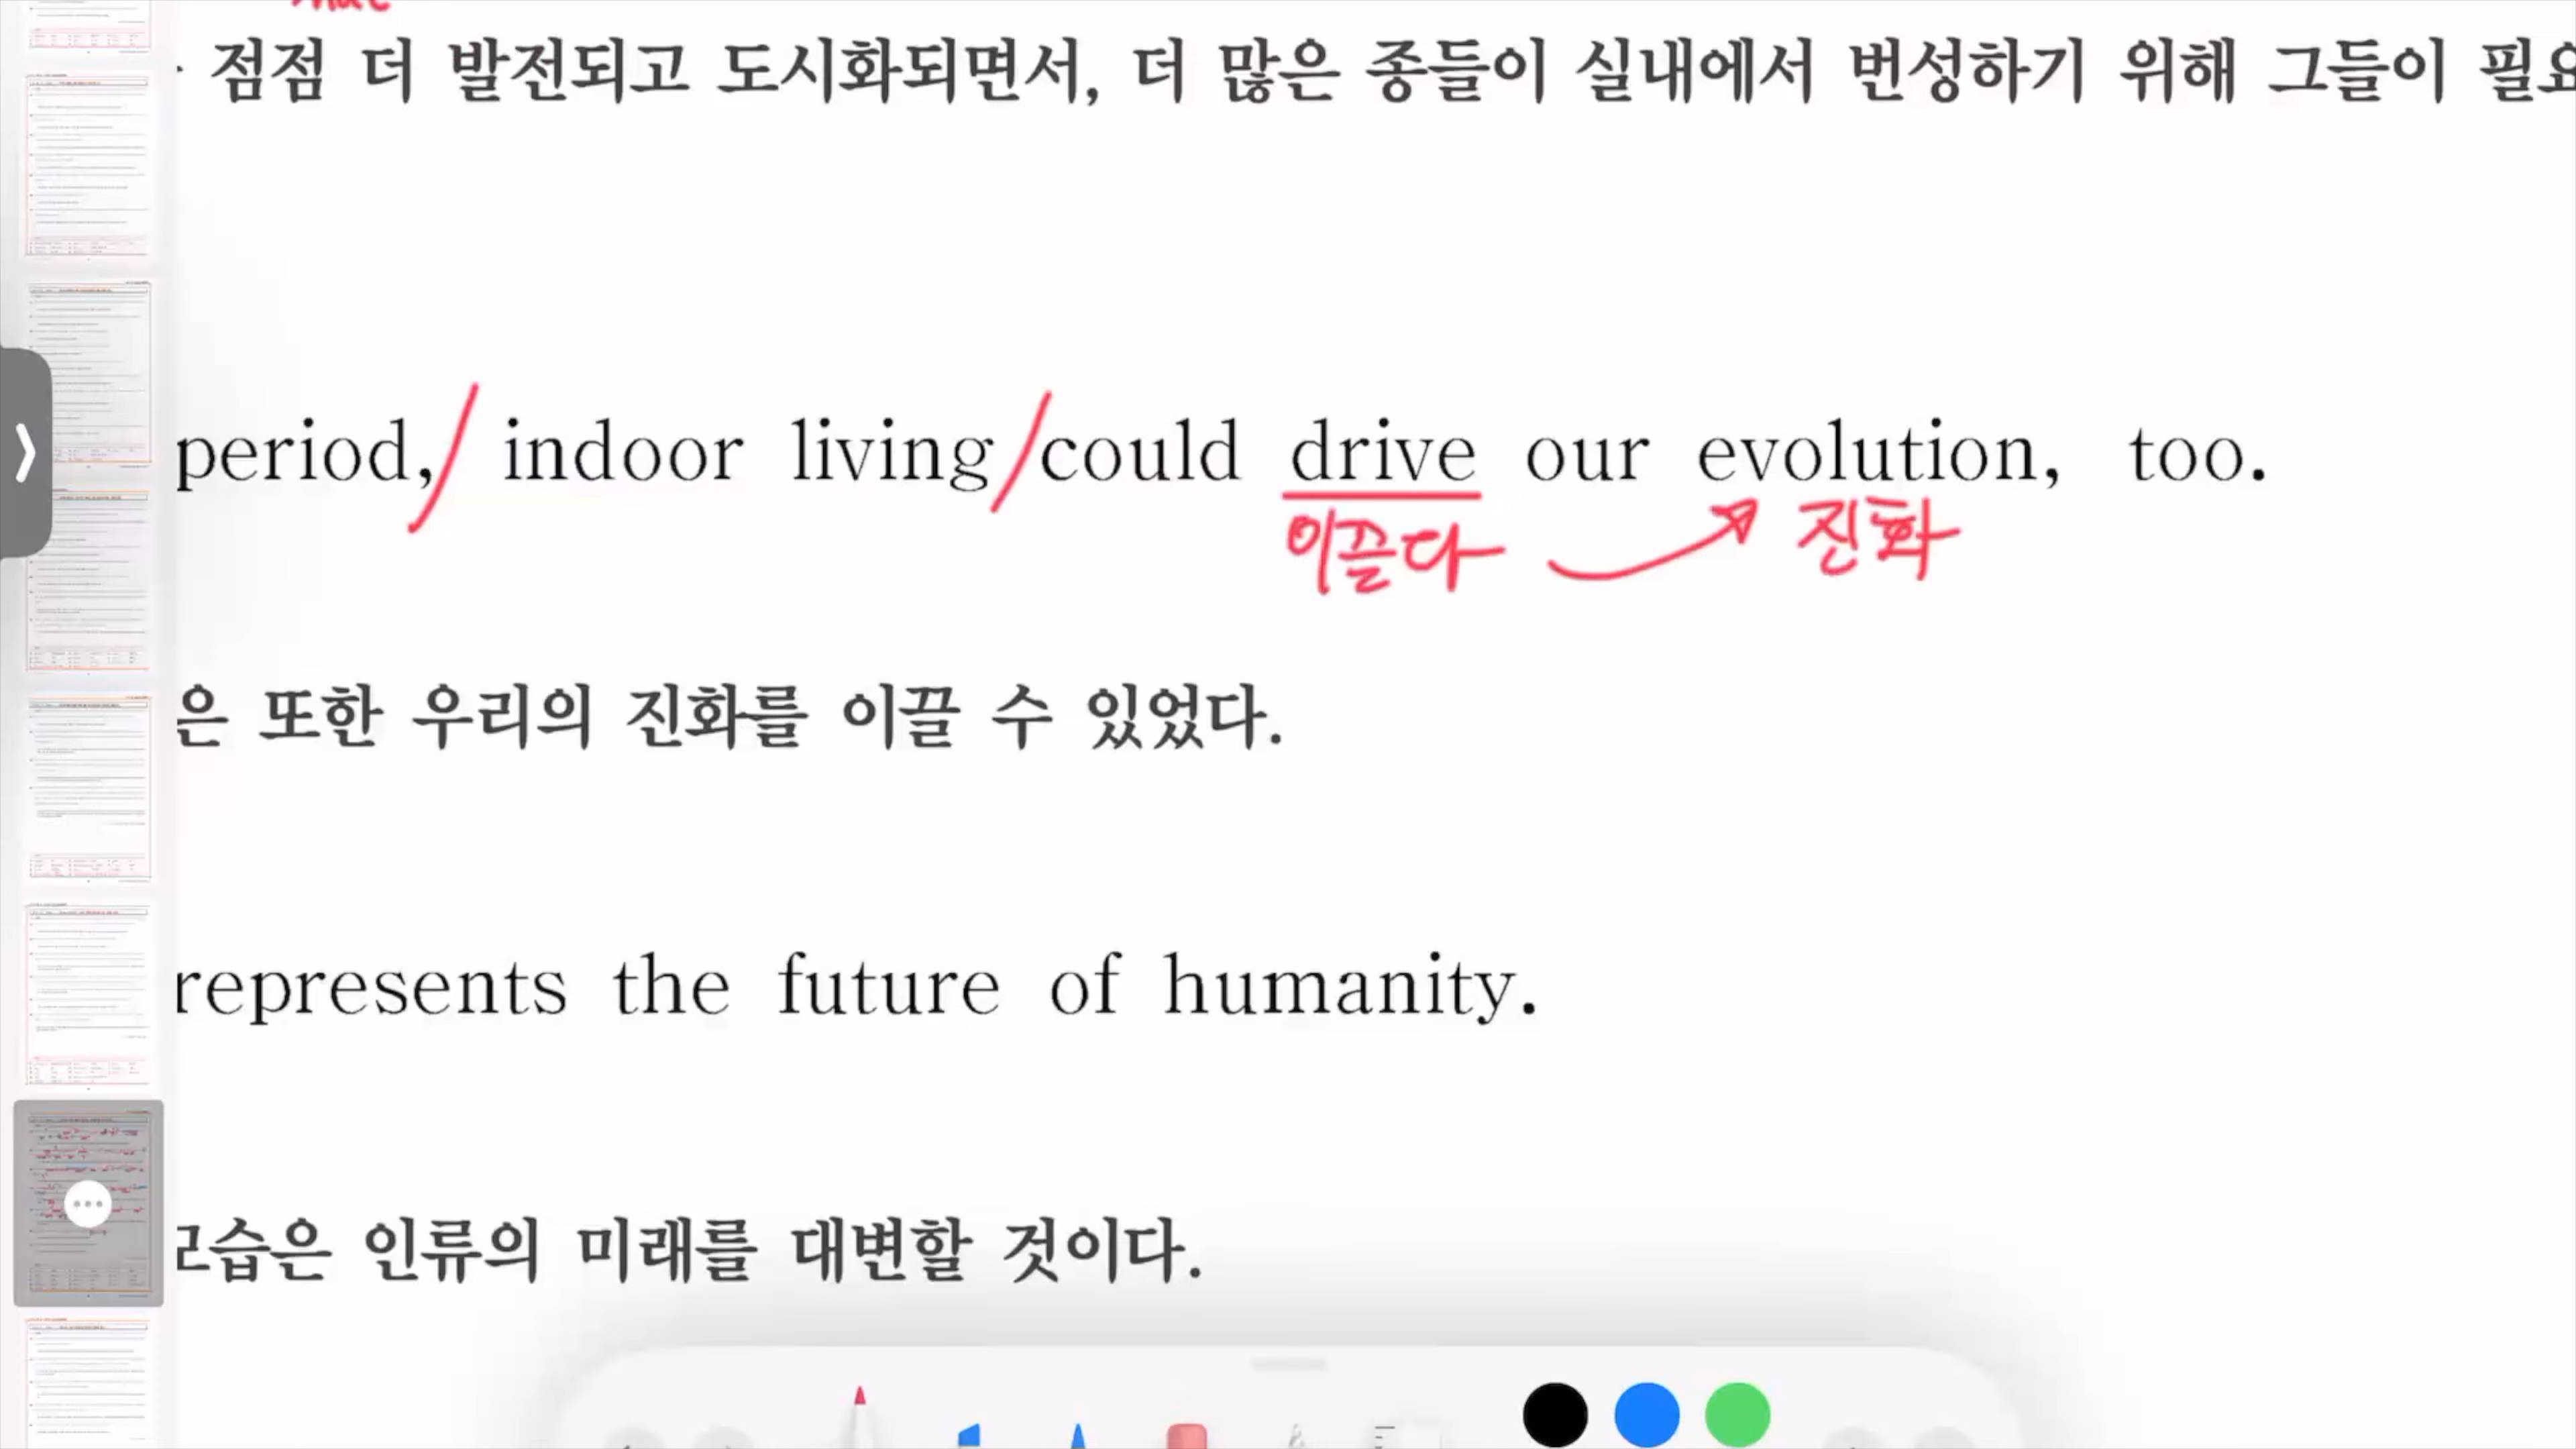 점점 더 발전되고 도시화되면서, 더 많은 종들이 실내에서 번성하기 위해 그들이
period, indoor living could drive our evolution, too.
이끌다 진화
은 또한 우리의 진화를 이끌 수 있었다.
represents the future of humanity.
모습은 인류의 미래를 대변할 것이다.